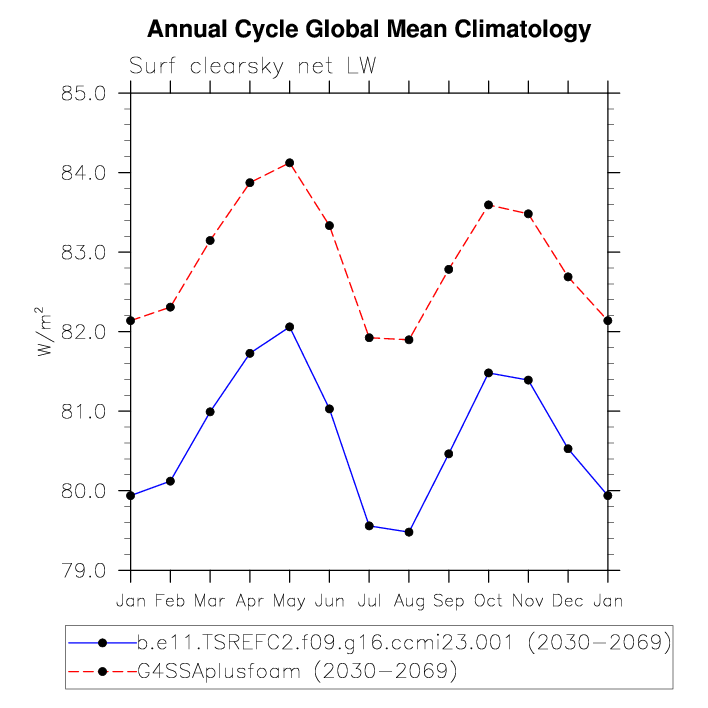 Annual Cycle Global Mean Climatology
Surf clearsky net LW
85.0
84.0
83.0
82.0
81.0
80.0
79.0
W/m²
Jan Feb Mar Apr May Jun Jul Aug Sep Oct Nov Dec Jan
b.e11.TSREFC2.f09.g16.ccmi23.001 (2030-2069)
G4SSAplusfoam (2030-2069)